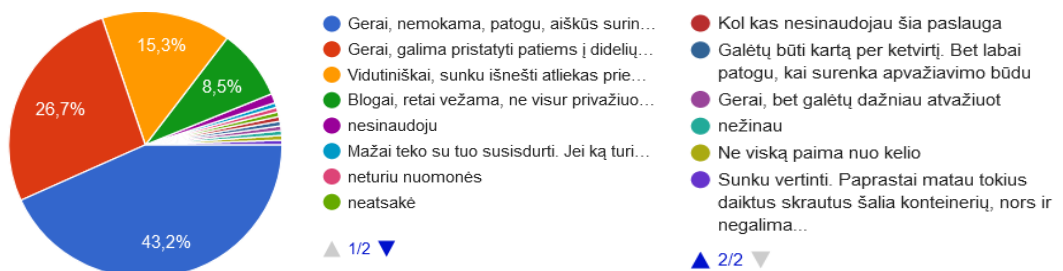 15,3%
8,5%
26,7%
43,2%
Gerai, nemokama, patogu, aiškūs surin...
Gerai, galima pristatyti patiems į didelių...
Vidutiniškai, sunku išnešti atliekas prie...
Blogai, retai vežama, ne visur privažiuo...
nesinaudoju
Mažai teko su tuo susisdurti. Jei ką turi...
neturiu nuomonės
neatsakė
1/2
Kol kas nesinaudojau šia paslauga
Galėtų būti kartą per ketvirtį. Bet labai
patogu, kai surenka apvažiavimo būdu
Gerai, bet galėtų dažniau atvažiuot
nežinau
Ne viską paima nuo kelio
Sunku vertinti. Paprastai matau tokius
daiktus skrautus šalia konteinerių, nors ir
negalima...
2/2